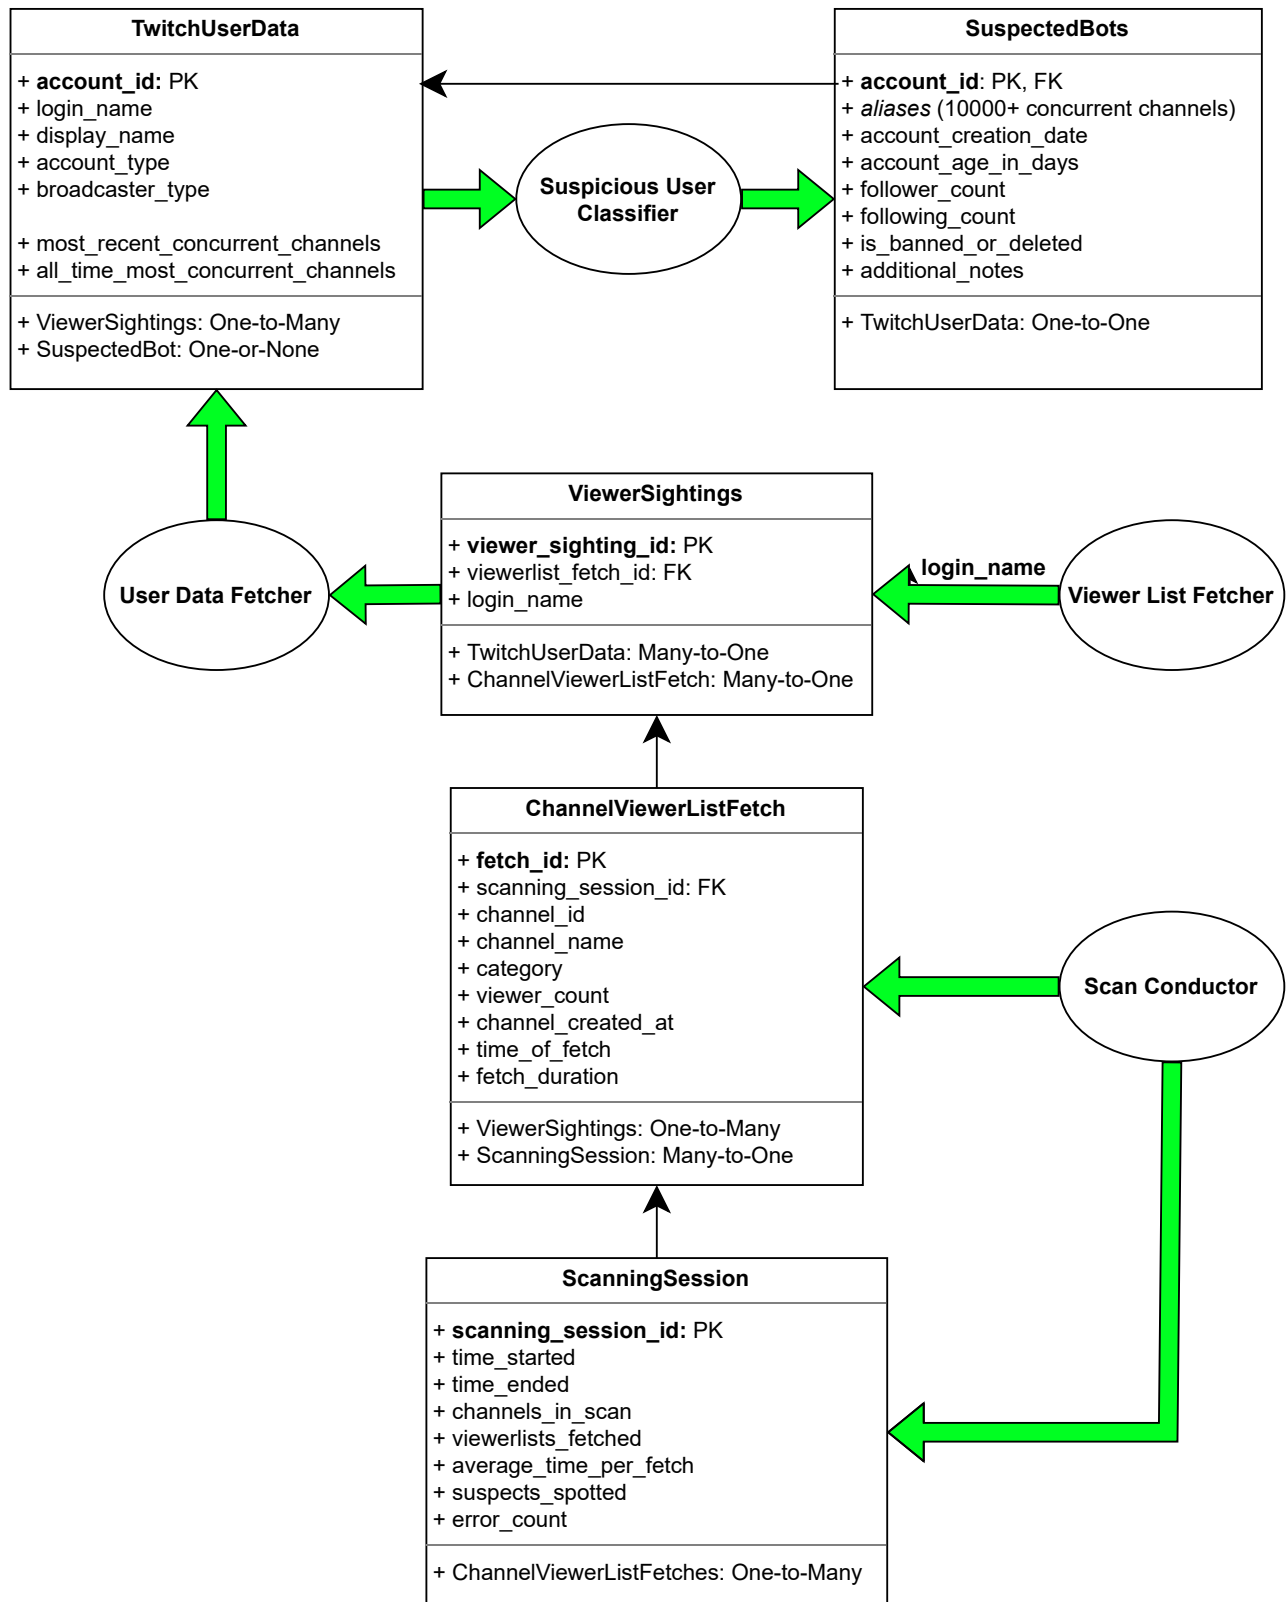 TwitchUserData
+ account_id: PK
+ login_name
+ display_name
+ account_type
+ broadcaster_type
+ most_recent_concurrent_channels
+ all_time_most_concurrent_channels
+ ViewerSightings: One-to-Many
+ SuspectedBot: One-or-None
Suspicious User
Classifier
SuspectedBots
+ account_id: PK, FK
+ aliases (10000+ concurrent channels)
+ account_creation_date
+ account_age_in_days
+ follower_count
+ following_count
+ is_banned_or_deleted
+ additional_notes
+ TwitchUserData: One-to-One
User Data Fetcher
ViewerSightings
+ viewer_sighting_id: PK
+ viewerlist_fetch_id: FK
+ login_name
+ TwitchUserData: Many-to-One
+ ChannelViewerListFetch: Many-to-One
login_name
Viewer List Fetcher
ChannelViewerListFetch
+ fetch_id: PK
+ scanning_session_id: FK
+ channel_id
+ channel_name
+ category
+ viewer_count
+ channel_created_at
+ time_of_fetch
+ fetch_duration
+ ViewerSightings: One-to-Many
+ ScanningSession: Many-to-One
Scan Conductor
ScanningSession
+ scanning_session_id: PK
+ time_started
+ time_ended
+ channels_in_scan
+ viewerlists_fetched
+ average_time_per_fetch
+ suspects_spotted
+ error_count
+ ChannelViewerListFetches: One-to-Many